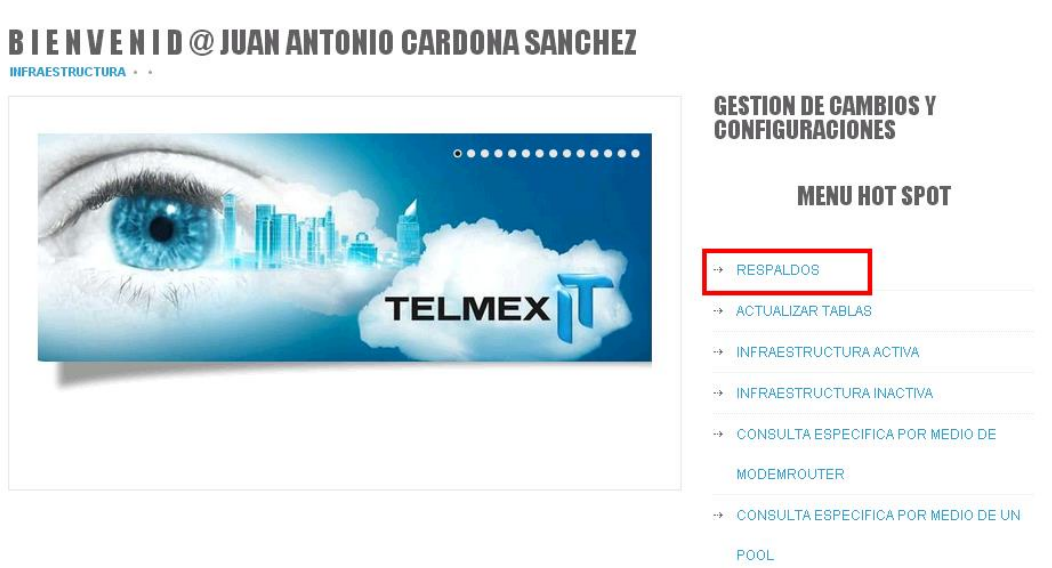 B I E N V E N I D @ JUAN ANTONIO CARDONA SANCHEZ
INFRAESTRUCTURA
TELMEX IT
GESTION DE CAMBIOS Y
CONFIGURACIONES
MENU HOT SPOT
RESPALDOS
ACTUALIZAR TABLAS
INFRAESTRUCTURA ACTIVA
INFRAESTRUCTURA INACTIVA
CONSULTA ESPECIFICA POR MEDIO DE
MODEMROUTER
CONSULTA ESPECIFICA POR MEDIO DE UN
POOL